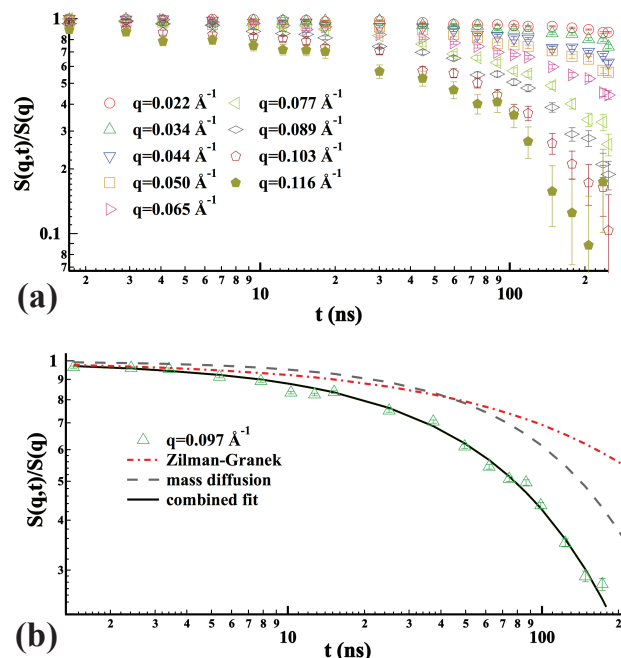 S(q,t)/S(q)
1
9
8
7
6
5
4
3
2
0.1
9
8
7
q=0.022 Å-1
q=0.034 Å-1
q=0.044 Å-1
q=0.050 Å-1
q=0.065 Å-1
q=0.077 Å-1
q=0.089 Å-1
q=0.103 Å-1
q=0.116 Å-1
2 3 4 5 6 7 8 9 10 2 3 4 5 6 7 8 9 100 2
t (ns)
(a)
S(q,t)/S(q)
1
9
8
7
6
5
4
3
q=0.097 Å-1
Zilman-Granek
mass diffusion
combined fit
2 3 4 5 6 7 8 9 10 2 3 4 5 6 7 8 9 100 2
t (ns)
(b)